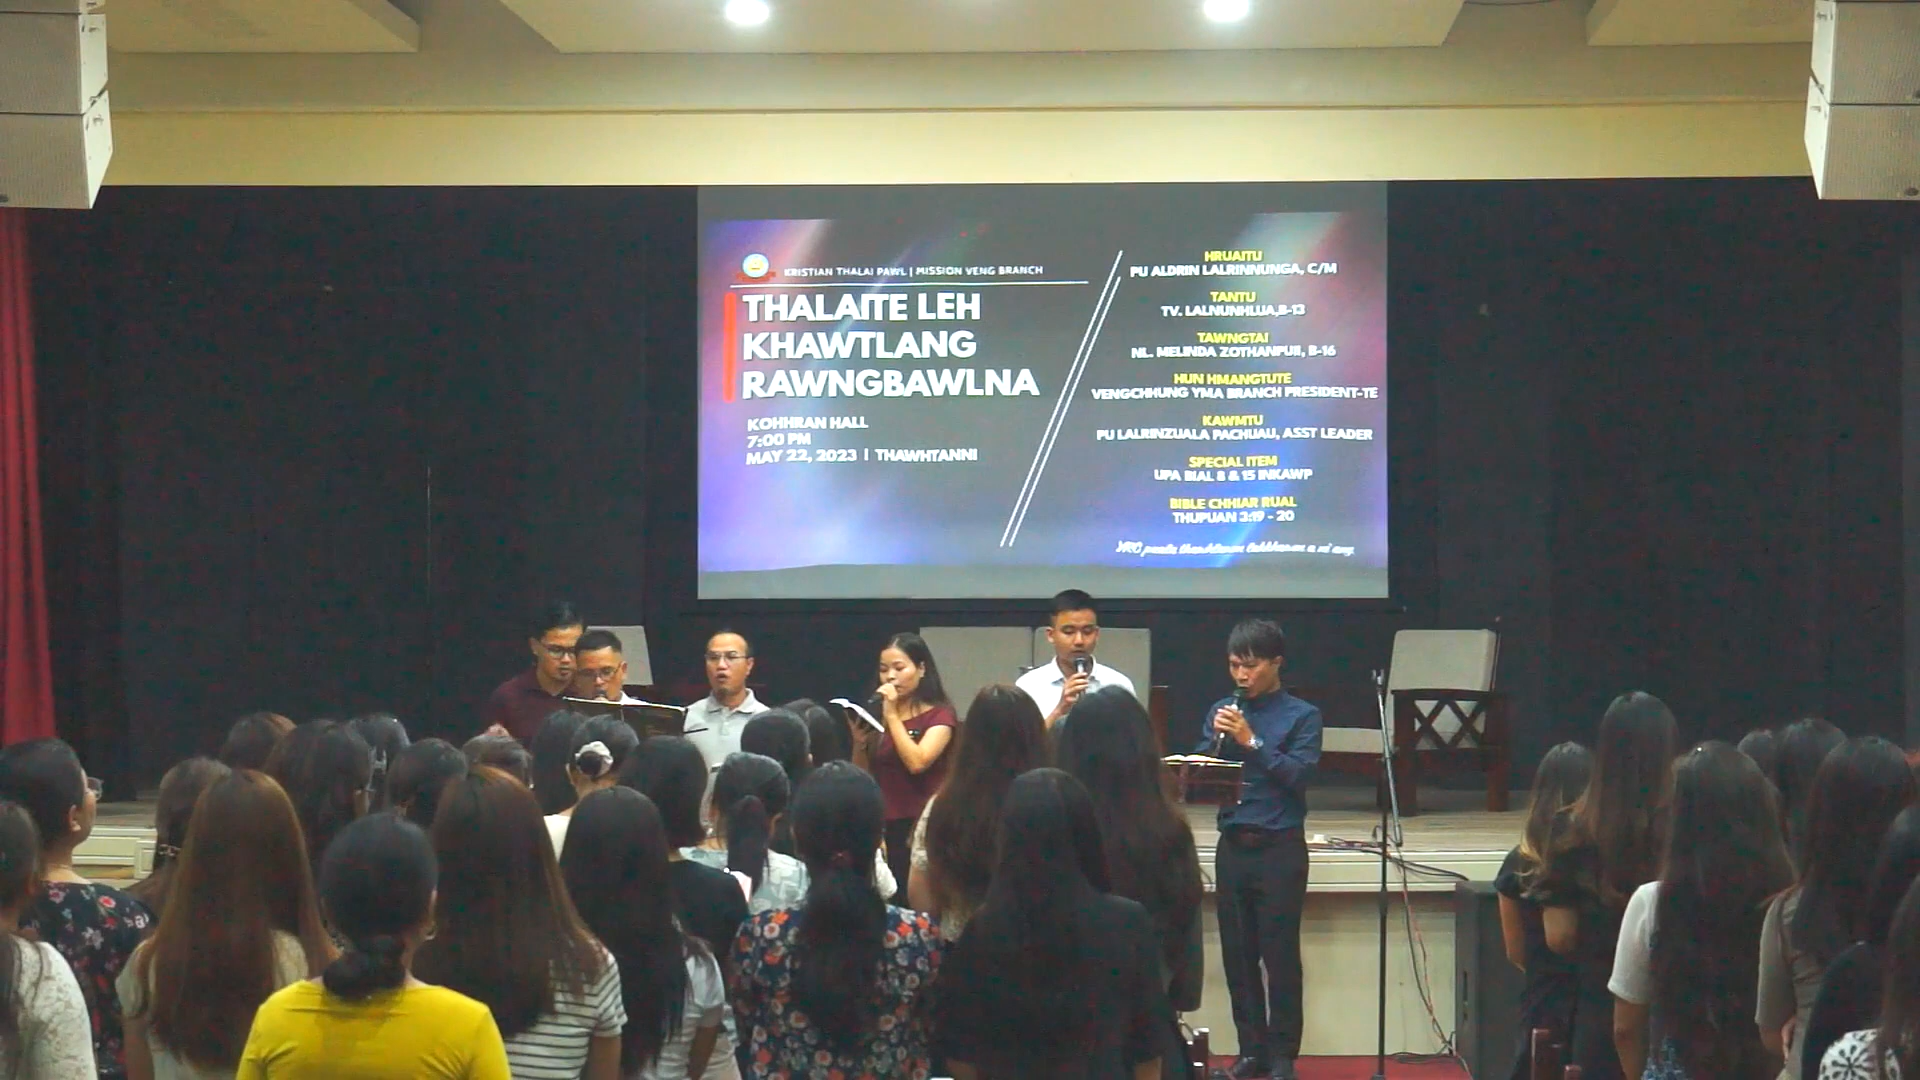 KRISTIAN THALAI PAWL | MISSION VENG BRANCH
THALAITE LEH
KHAWTLANG
RAWNGBAWLNA
KOHHRAN HALL
7:00 PM
MAY 22, 2023 | THAWHTANNI
HRUAITU
PU ALDRIN LALRINNUNGA, C/M
TANTU
TV. LALNUNHLUA,B-13
TAWNGTAI
NL. MELINDA ZOTHANPUII, B-16
HUN HMANGTUTE
VENGCHHUNG YMA BRANCH PRESIDENT-TE
KAWMTU
PU LALRINZUALA PACHUAU, ASST LEADER
SPECIAL ITEM
UPA BIAL 8 & 15 INKAWP
BIBLE CHHIAR RUAL
THUPUAN 3:19 - 20